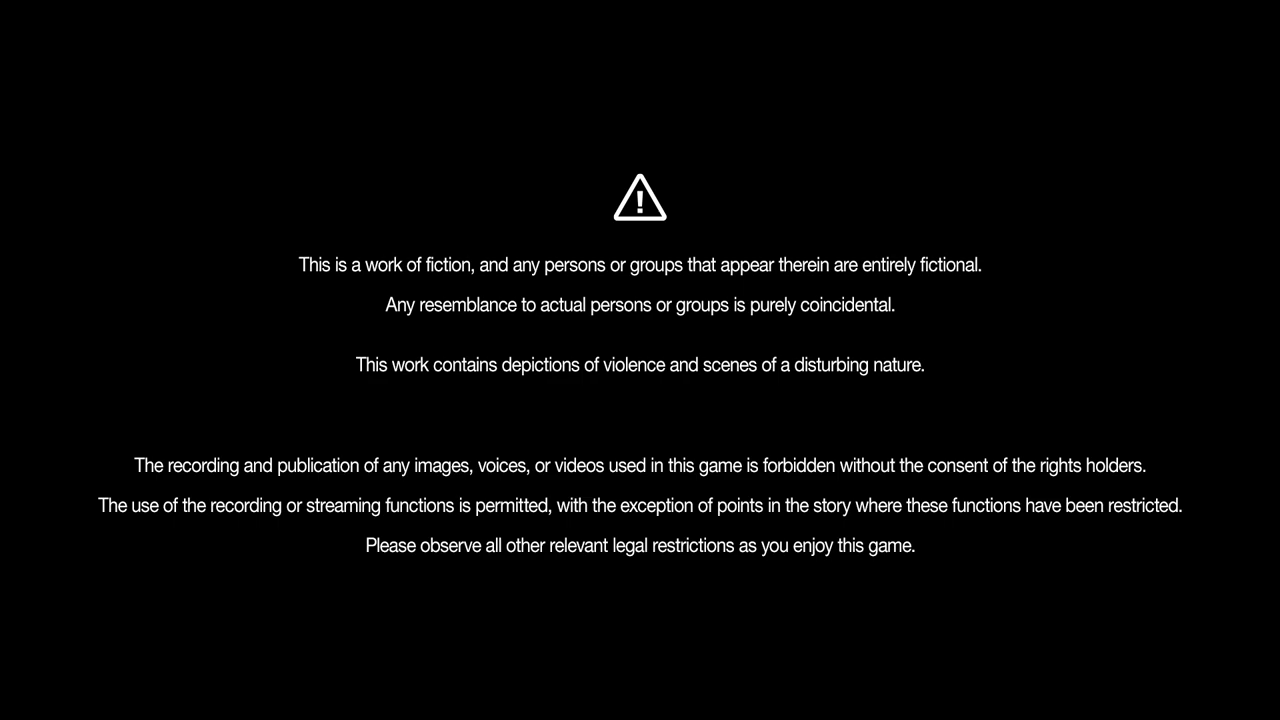 This is a work of fiction, and any persons or groups that appear therein are entirely fictional.
Any resemblance to actual persons or groups is purely coincidental.
This work contains depictions of violence and scenes of a disturbing nature.
The recording and publication of any images, voices, or videos used in this game is forbidden without the consent of the rights holders.
The use of the recording or streaming functions is permitted, with the exception of points in the story where these functions have been restricted.
Please observe all other relevant legal restrictions as you enjoy this game.